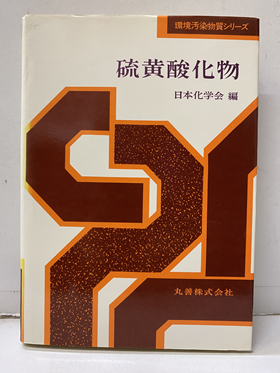 環境汚染物質シリーズ
硫黄酸化物
日本化学会 編
丸善株式会社